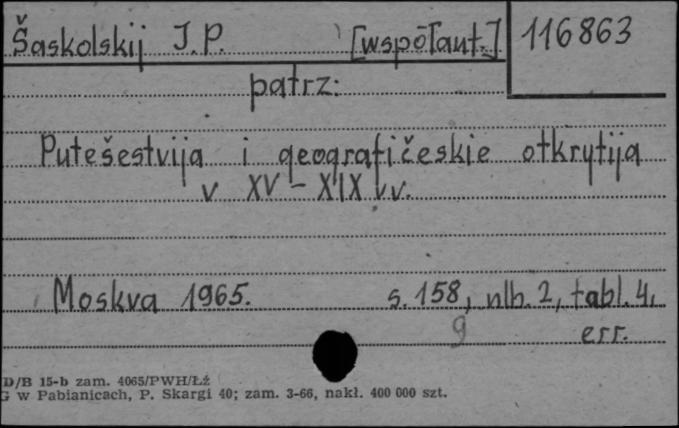 Šaskolskij J.P. [współaut.] 116863
patrz:
Putešestvija i geografičeskie otkrytija
v XV - XIX vv.
Moskva 1965. s. 158, nlb. 2, tabl. 4,
9 err.
D/B 15-b zam. 4065/PWH/Łź
G w Pabianicach, P. Skargi 40; zam. 3-66, nakł. 400 000 szt.